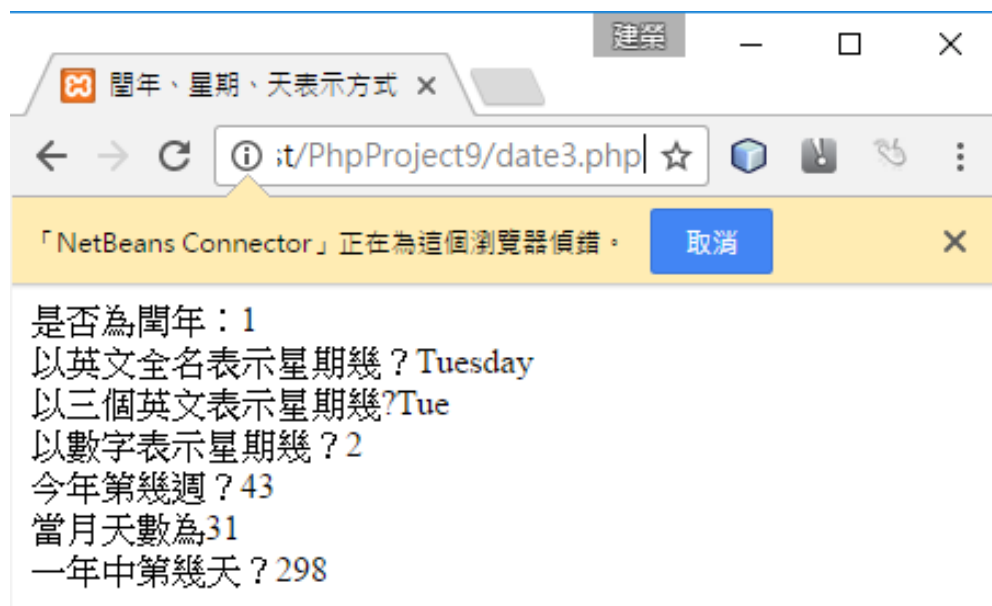 建榮
閏年、星期、天表示方式
st/PhpProject9/date3.php
「NetBeans Connector」正在為這個瀏覽器偵錯。 取消
是否為閏年：1
以英文全名表示星期幾？Tuesday
以三個英文表示星期幾?Tue
以數字表示星期幾？2
今年第幾週？43
當月天數為31
一年中第幾天？298